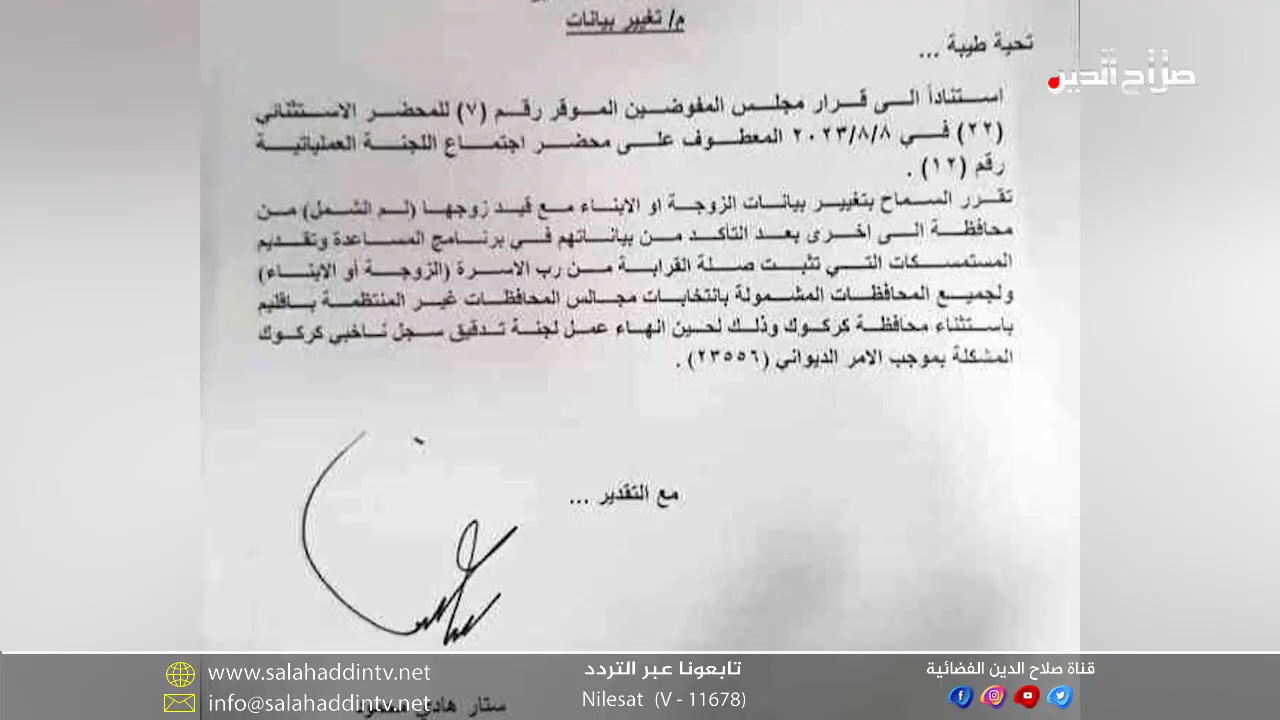 م/ تغيير بيانات
تحية طيبة ...
صلاح الدين
استناداً الى قرار مجلس المفوضين الموقر رقم (٧) للمحضر الاستثنائي
(٢٢) في ٢٠٢٣/٨/٨ المعطوف على محضر اجتماع اللجنة العملياتية
رقم (١٢) .
تقرر السماح بتغيير بيانات الزوجة او الابناء مع قيد زوجها (لم الشمل) من
محافظة الى اخرى بعد التأكد من بياناتهم في برنامج المساعدة وتقديم
المستمسكات التي تثبت صلة القرابة من رب الاسرة (الزوجة أو الابناء)
ولجميع المحافظات المشمولة بانتخابات مجالس المحافظات غير المنتظمة بإقليم
باستثناء محافظة كركوك وذلك لحين انهاء عمل لجنة تدقيق سجل ناخبي كركوك
المشكلة بموجب الامر الديواني (٢٣٥٥٦) .
مع التقدير ...
ستار هادي
قناة صلاح الدين الفضائية
تابعونا عبر التردد
Nilesat (V - 11678)
www.salahaddintv.net
info@salahaddintv.net